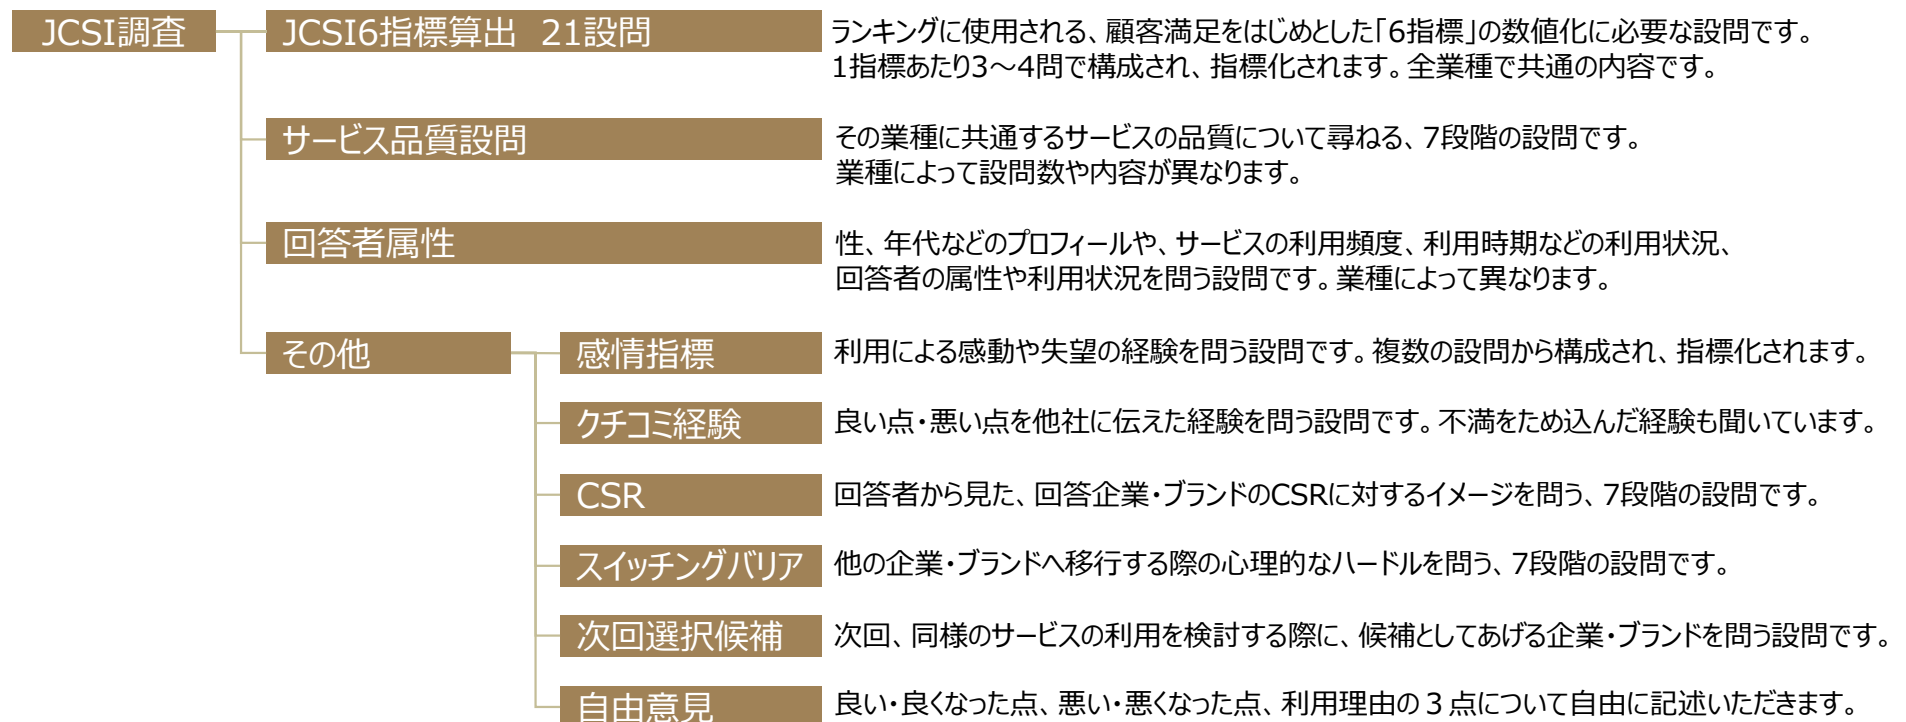 JCSI調査
JCSI6指標算出 21設問
ランキングに使用される、顧客満足をはじめとした「6指標」の数値化に必要な設問です。
1指標あたり3～4問で構成され、指標化されます。全業種で共通の内容です。
サービス品質設問
その業種に共通するサービスの品質について尋ねる、7段階の設問です。
業種によって設問数や内容が異なります。
回答者属性
性、年代などのプロフィールや、サービスの利用頻度、利用時期などの利用状況、
回答者の属性や利用状況を問う設問です。業種によって異なります。
その他
感情指標
利用による感動や失望の経験を問う設問です。複数の設問から構成され、指標化されます。
クチコミ経験
良い点・悪い点を他社に伝えた経験を問う設問です。不満をため込んだ経験も聞いています。
CSR
回答者から見た、回答企業・ブランドのCSRに対するイメージを問う、7段階の設問です。
スイッチングバリア
他の企業・ブランドへ移行する際の心理的なハードルを問う、7段階の設問です。
次回選択候補
次回、同様のサービスの利用を検討する際に、候補としてあげる企業・ブランドを問う設問です。
自由意見
良い・良くなった点、悪い・悪くなった点、利用理由の３点について自由に記述いただきます。